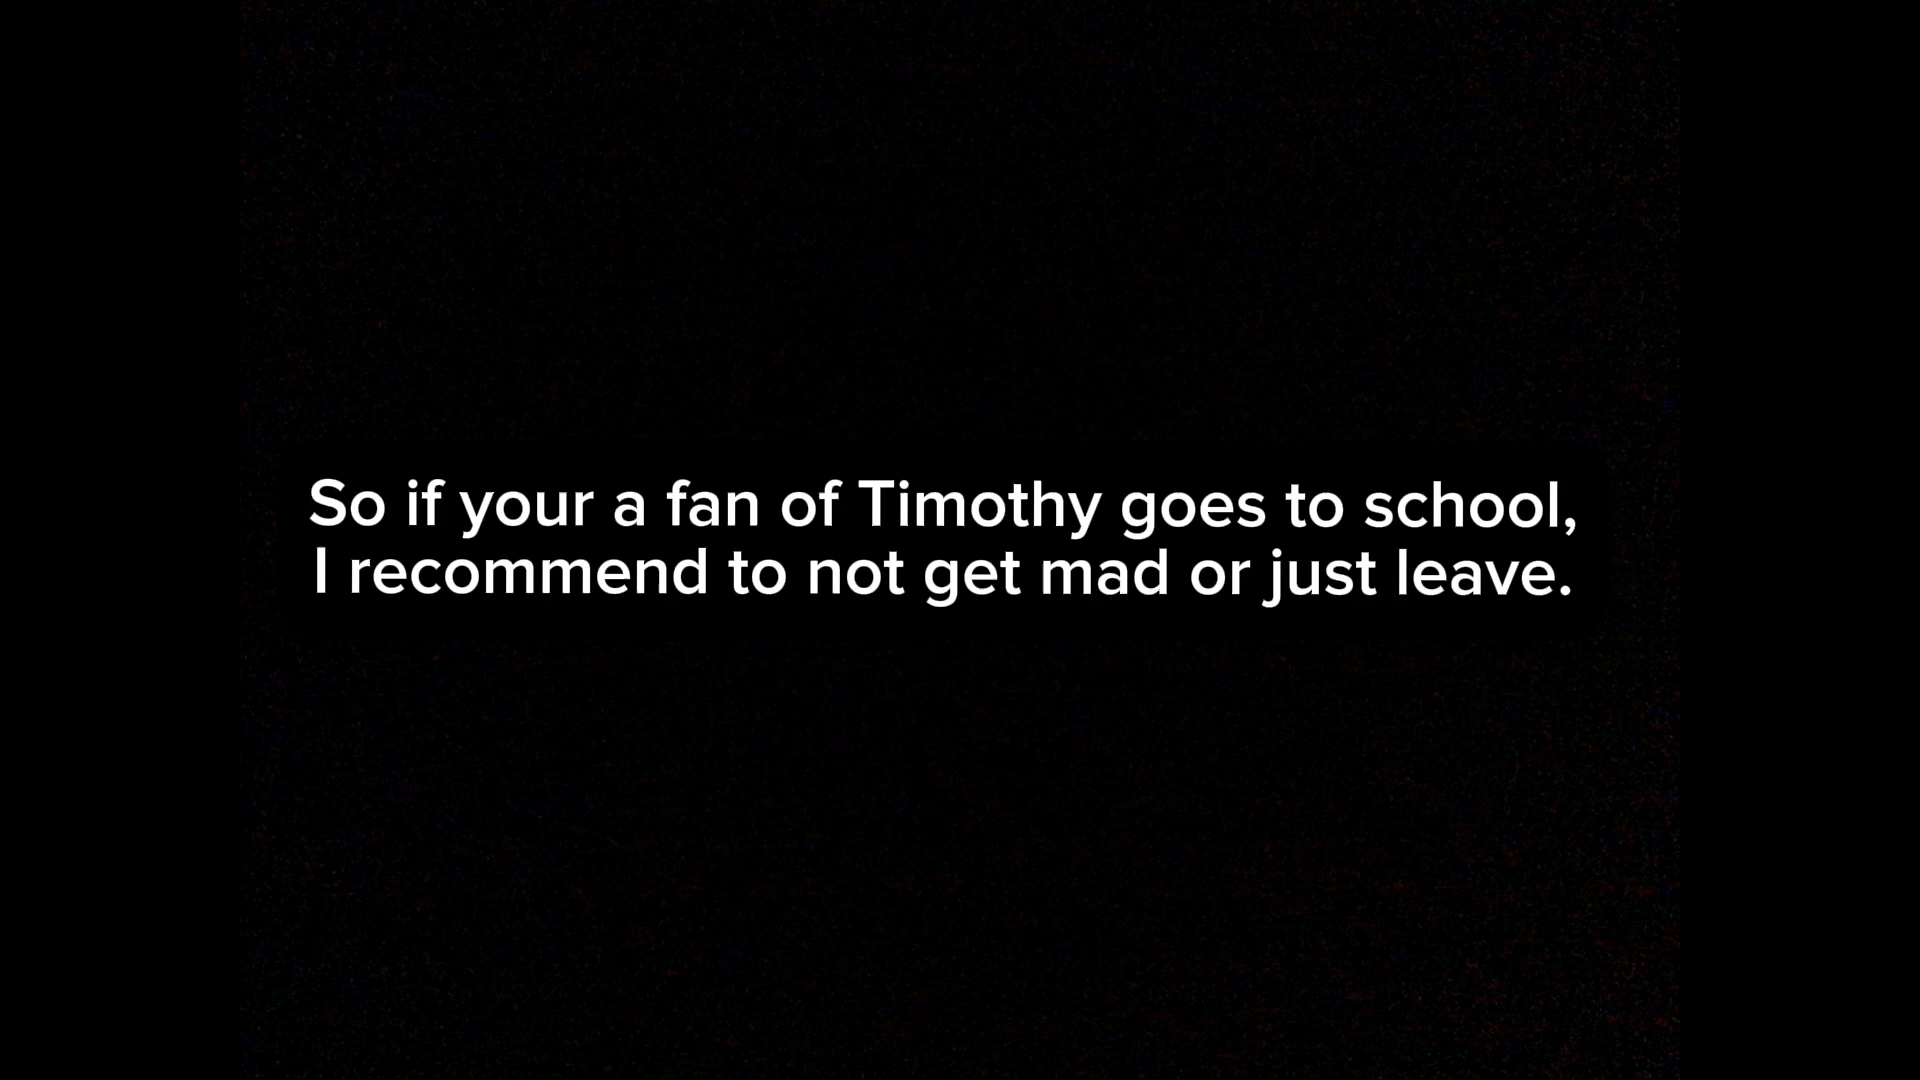 So if your a fan of Timothy goes to school,
I recommend to not get mad or just leave.